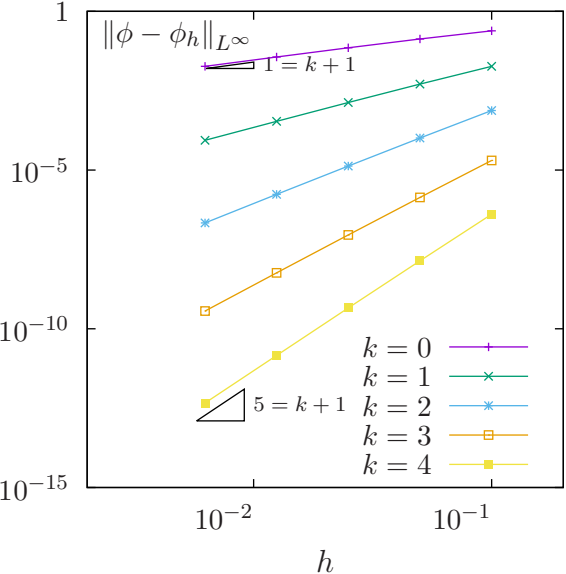 1
‖ϕ − ϕₕ‖_{L^∞}
1 = k + 1
10⁻⁵
10⁻¹⁰
k = 0
k = 1
k = 2
5 = k + 1
k = 3
k = 4
10⁻¹⁵
10⁻² 10⁻¹
h